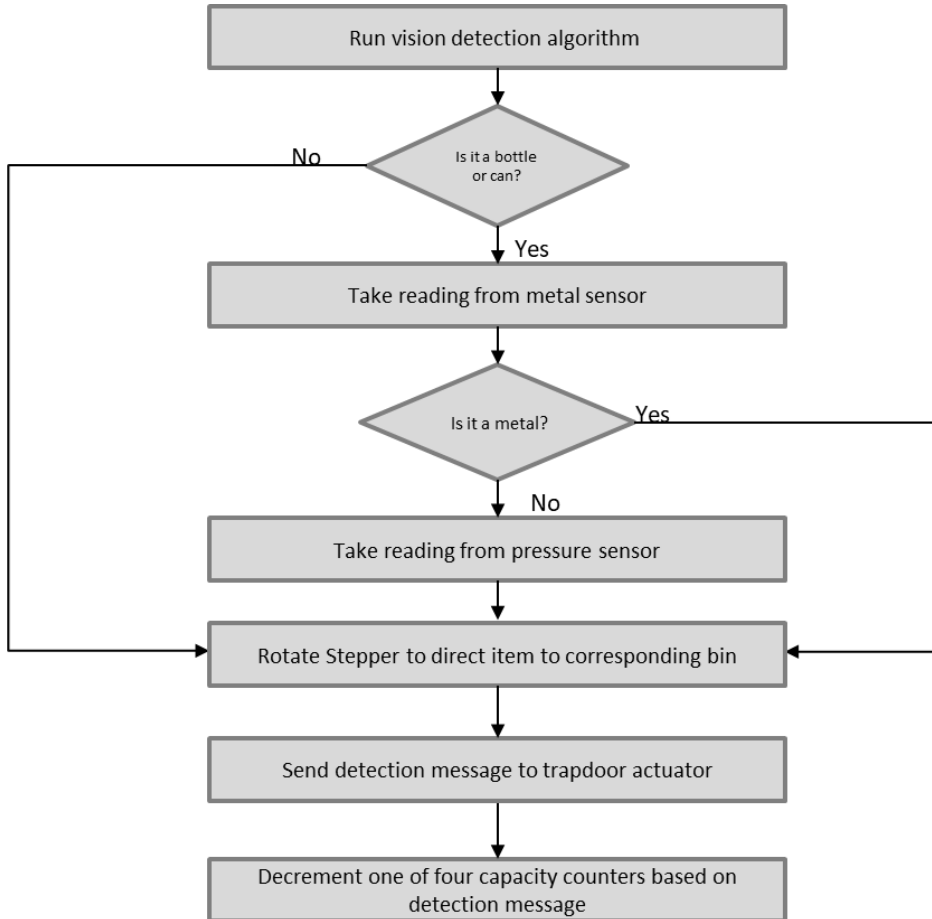 Run vision detection algorithm
Is it a bottle
or can?
No
Yes
Take reading from metal sensor
Is it a metal?
Yes
No
Take reading from pressure sensor
Rotate Stepper to direct item to corresponding bin
Send detection message to trapdoor actuator
Decrement one of four capacity counters based on
detection message